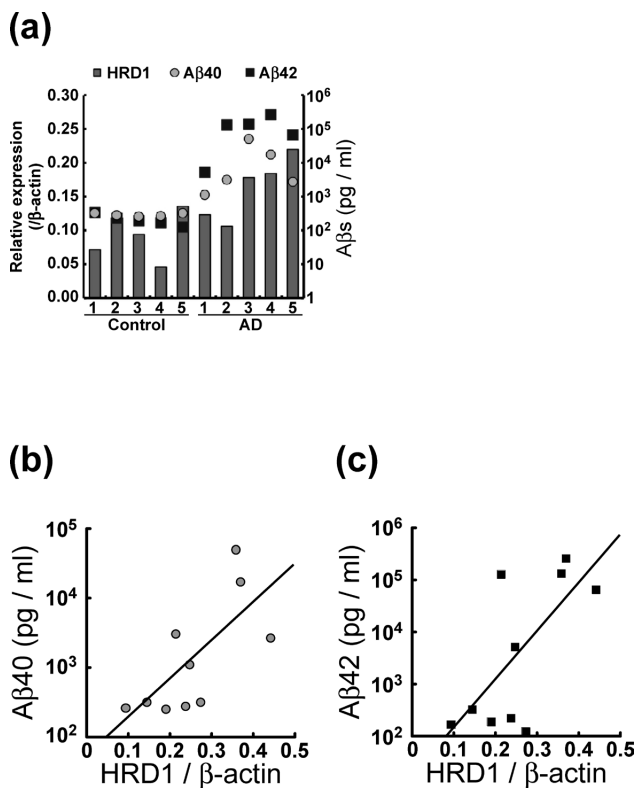 (a)
HRD1 Aβ40 Aβ42
Relative expression
(/β-actin)
0.30
0.25
0.20
0.15
0.10
0.05
0.00
10⁶
10⁵
10⁴
10³
10²
10
1
Aβs (pg / ml)
1 2 3 4 5 1 2 3 4 5
Control AD
(b)
Aβ40 (pg / ml)
10⁵
10⁴
10³
10²
0 0.1 0.2 0.3 0.4 0.5
HRD1 / β-actin
(c)
Aβ42 (pg / ml)
10⁶
10⁵
10⁴
10³
10²
0 0.1 0.2 0.3 0.4 0.5
HRD1 / β-actin